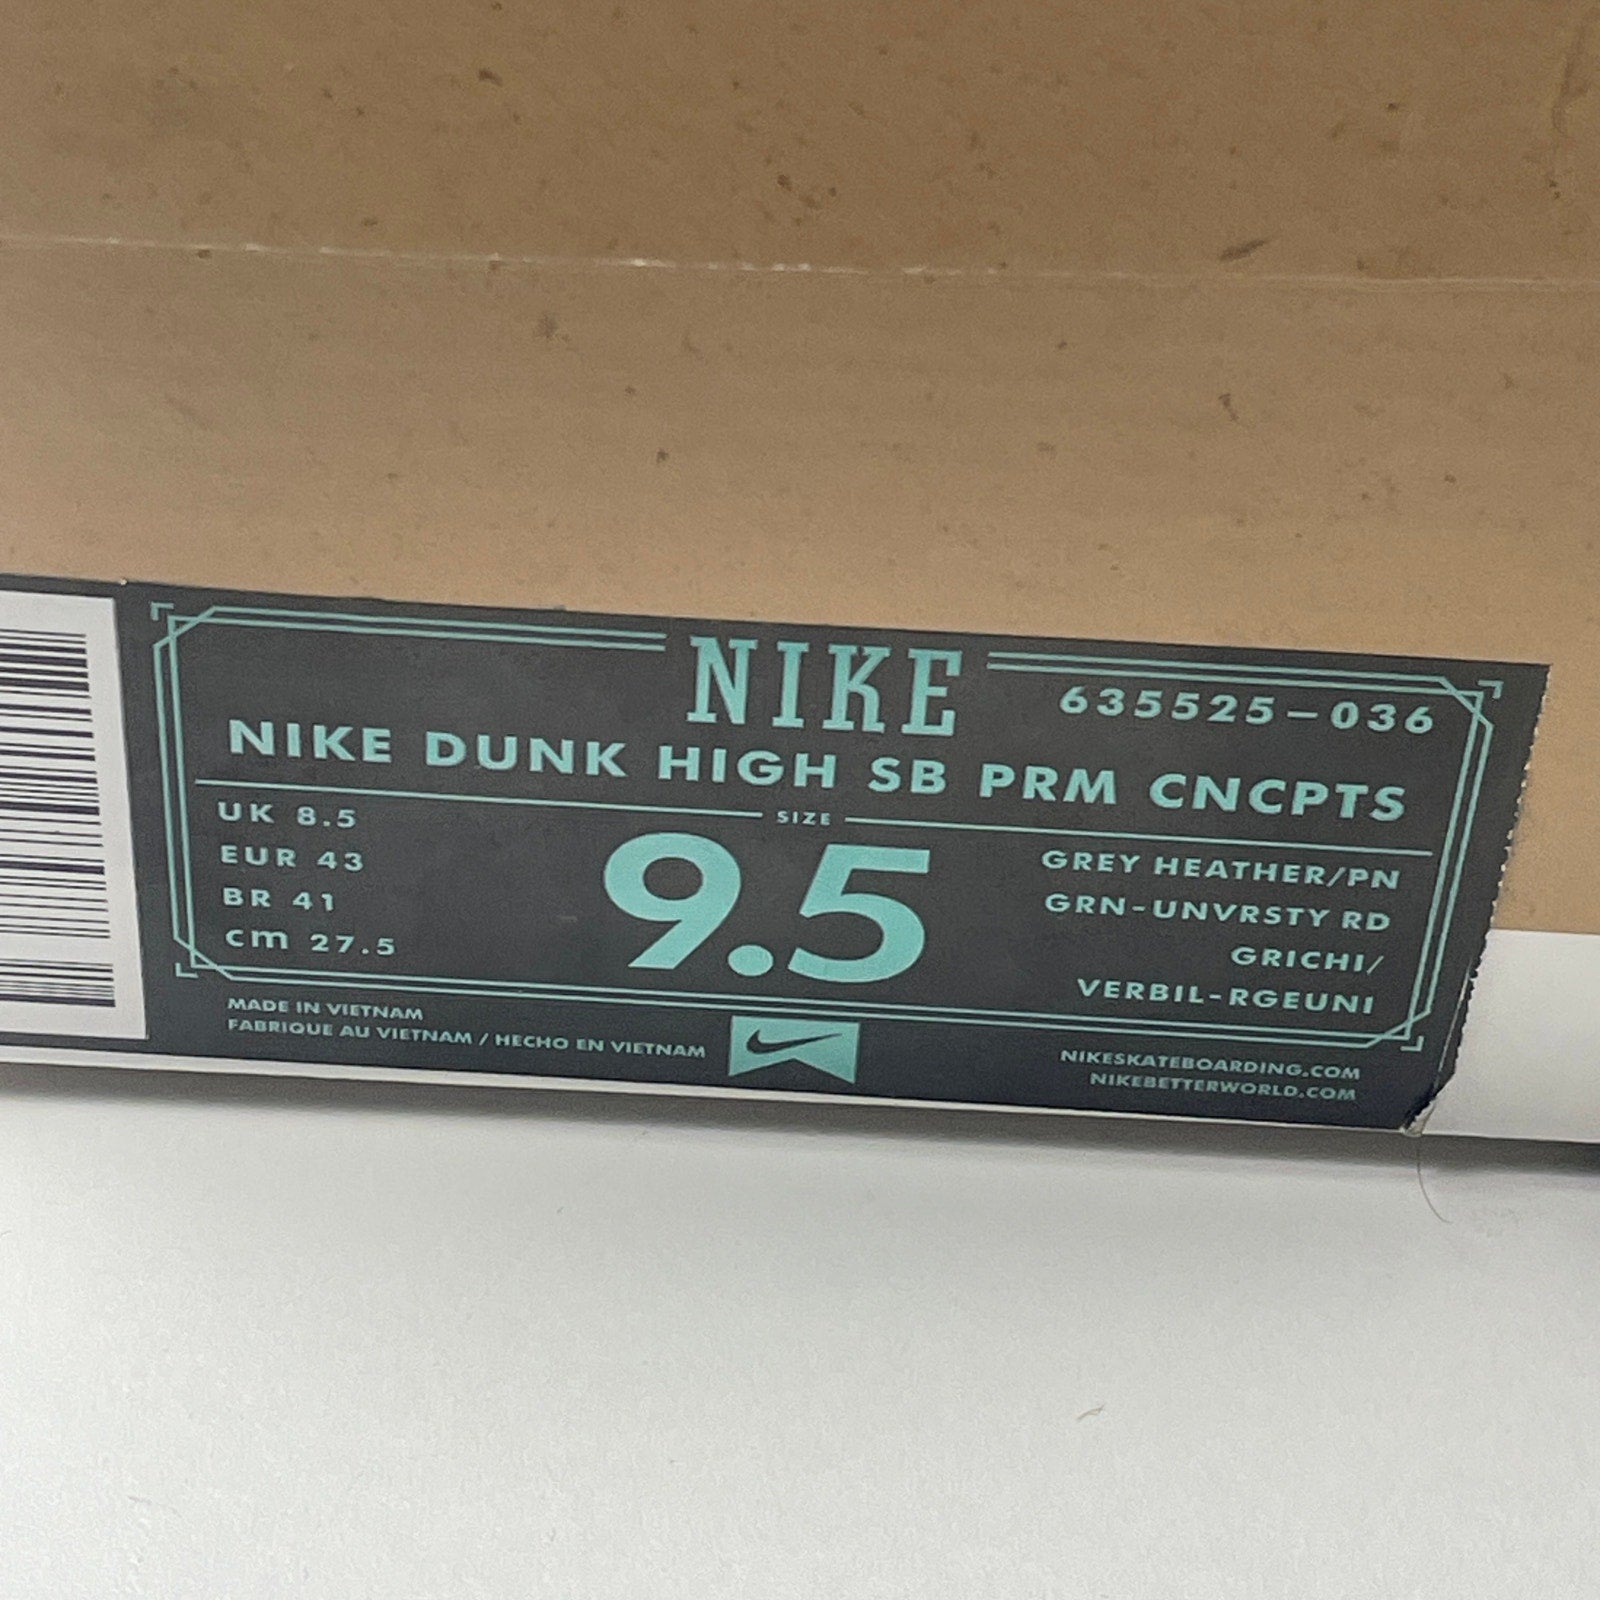 NIKE
635525-036
NIKE DUNK HIGH SB PRM CNCPTS
SIZE
UK 8.5
EUR 43
BR 41
cm 27.5
9.5
GREY HEATHER/PN
GRN-UNVRSTY RD
GRICHI/
VERBIL-RGEUNI
MADE IN VIETNAM
FABRIQUE AU VIETNAM / HECHO EN VIETNAM
NIKESKATEBOARDING.COM
NIKEBETTERWORLD.COM